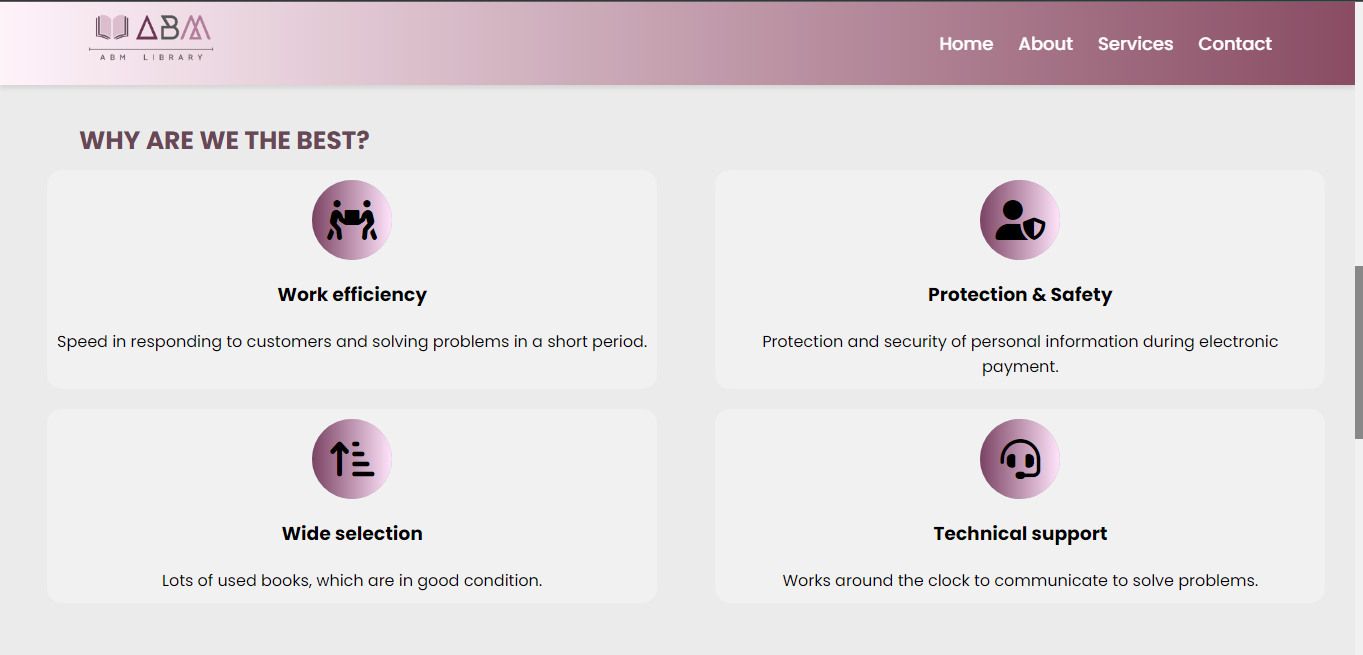 ABM
ABM LIBRARY
Home About Services Contact
WHY ARE WE THE BEST?
Work efficiency
Speed in responding to customers and solving problems in a short period.
Protection & Safety
Protection and security of personal information during electronic
payment.
Wide selection
Lots of used books, which are in good condition.
Technical support
Works around the clock to communicate to solve problems.